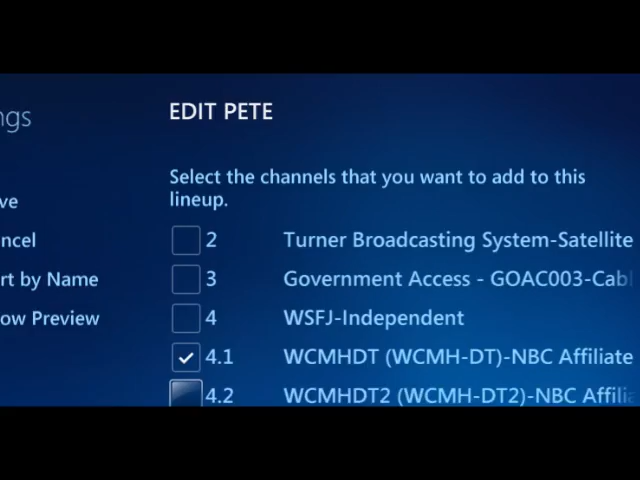 ngs
EDIT PETE
Select the channels that you want to add to this
lineup.
ve
ncel
rt by Name
ow Preview
2 Turner Broadcasting System-Satellite
3 Government Access - GOAC003-Cabl
4 WSFJ-Independent
4.1 WCMHDT (WCMH-DT)-NBC Affiliate
4.2 WCMHDT2 (WCMH-DT2)-NBC Affilia